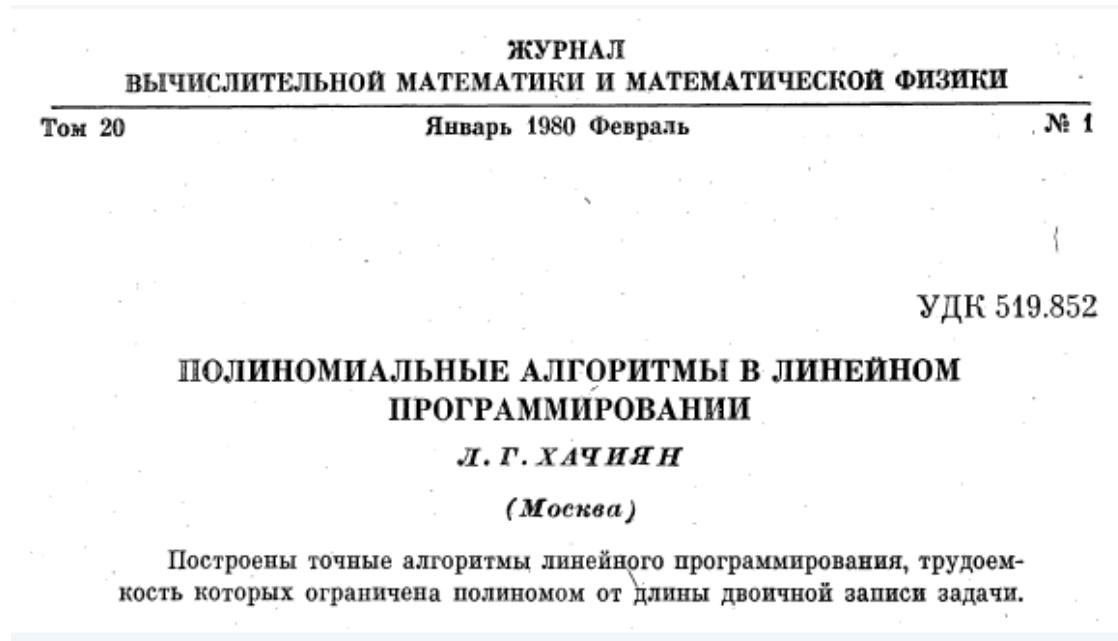 ЖУРНАЛ
ВЫЧИСЛИТЕЛЬНОЙ МАТЕМАТИКИ И МАТЕМАТИЧЕСКОЙ ФИЗИКИ
Том 20 Январь 1980 Февраль № 1
УДК 519.852
ПОЛИНОМИАЛЬНЫЕ АЛГОРИТМЫ В ЛИНЕЙНОМ
ПРОГРАММИРОВАНИИ
Л. Г. ХАЧИЯН
(Москва)
Построены точные алгоритмы линейного программирования, трудоем-
кость которых ограничена полиномом от длины двоичной записи задачи.